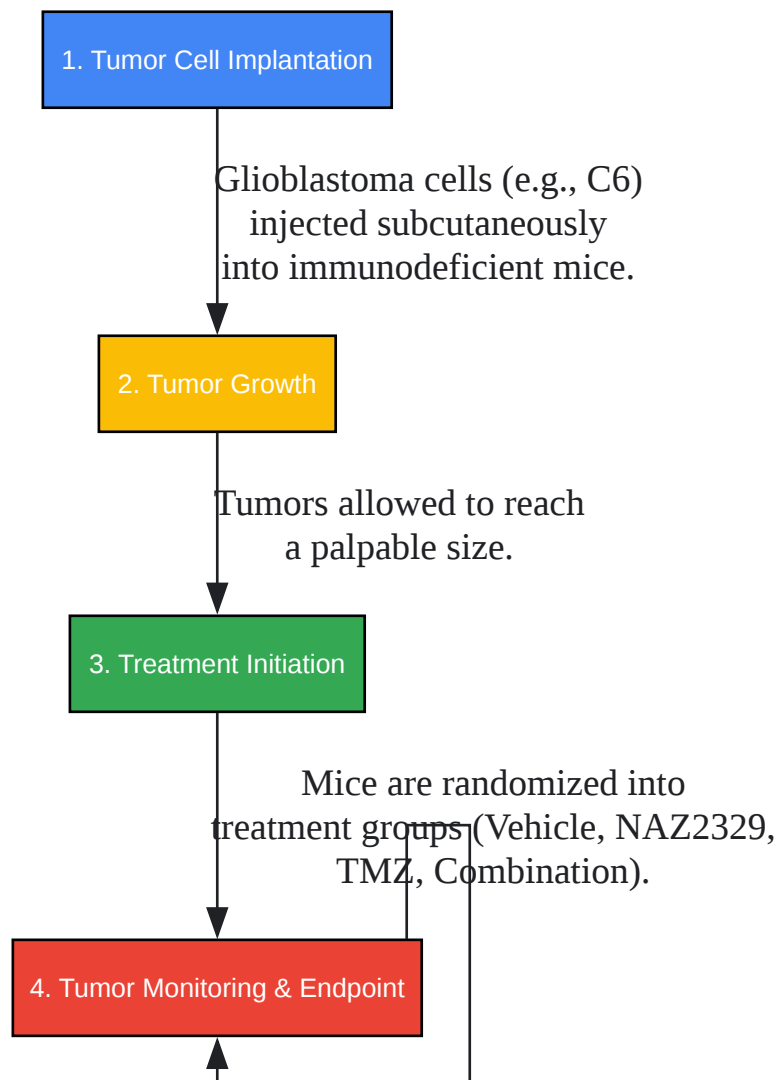 1. Tumor Cell Implantation
Glioblastoma cells (e.g., C6)
injected subcutaneously
into immunodeficient mice.
2. Tumor Growth
Tumors allowed to reach
a palpable size.
3. Treatment Initiation
Mice are randomized into
treatment groups (Vehicle, NAZ2329,
TMZ, Combination).
4. Tumor Monitoring & Endpoint